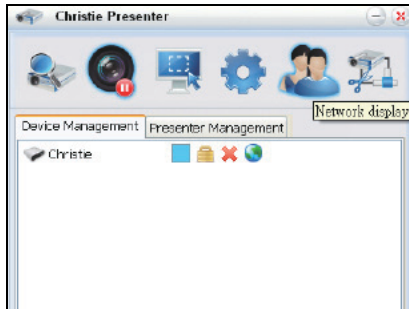 Christie Presenter
Network display
Device Management Presenter Management
Christie